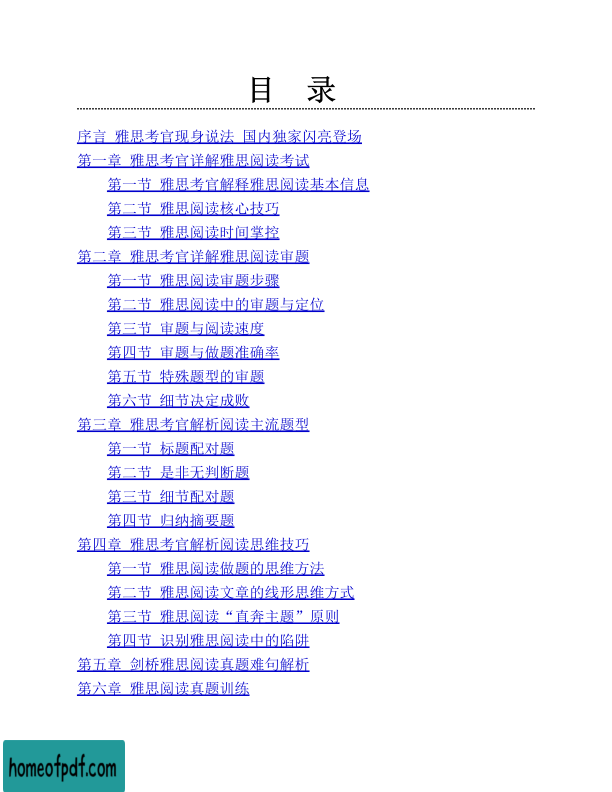 目 录
序言 雅思考官现身说法 国内独家闪亮登场
第一章 雅思考官详解雅思阅读考试
第一节 雅思考官解释雅思阅读基本信息
第二节 雅思阅读核心技巧
第三节 雅思阅读时间掌控
第二章 雅思考官详解雅思阅读审题
第一节 雅思阅读审题步骤
第二节 雅思阅读中的审题与定位
第三节 审题与阅读速度
第四节 审题与做题准确率
第五节 特殊题型的审题
第六节 细节决定成败
第三章 雅思考官解析阅读主流题型
第一节 标题配对题
第二节 是非无判断题
第三节 细节配对题
第四节 归纳摘要题
第四章 雅思考官解析阅读思维技巧
第一节 雅思阅读做题的思维方法
第二节 雅思阅读文章的线形思维方式
第三节 雅思阅读“直奔主题”原则
第四节 识别雅思阅读中的陷阱
第五章 剑桥雅思阅读真题难句解析
第六章 雅思阅读真题训练
homeofpdf.com